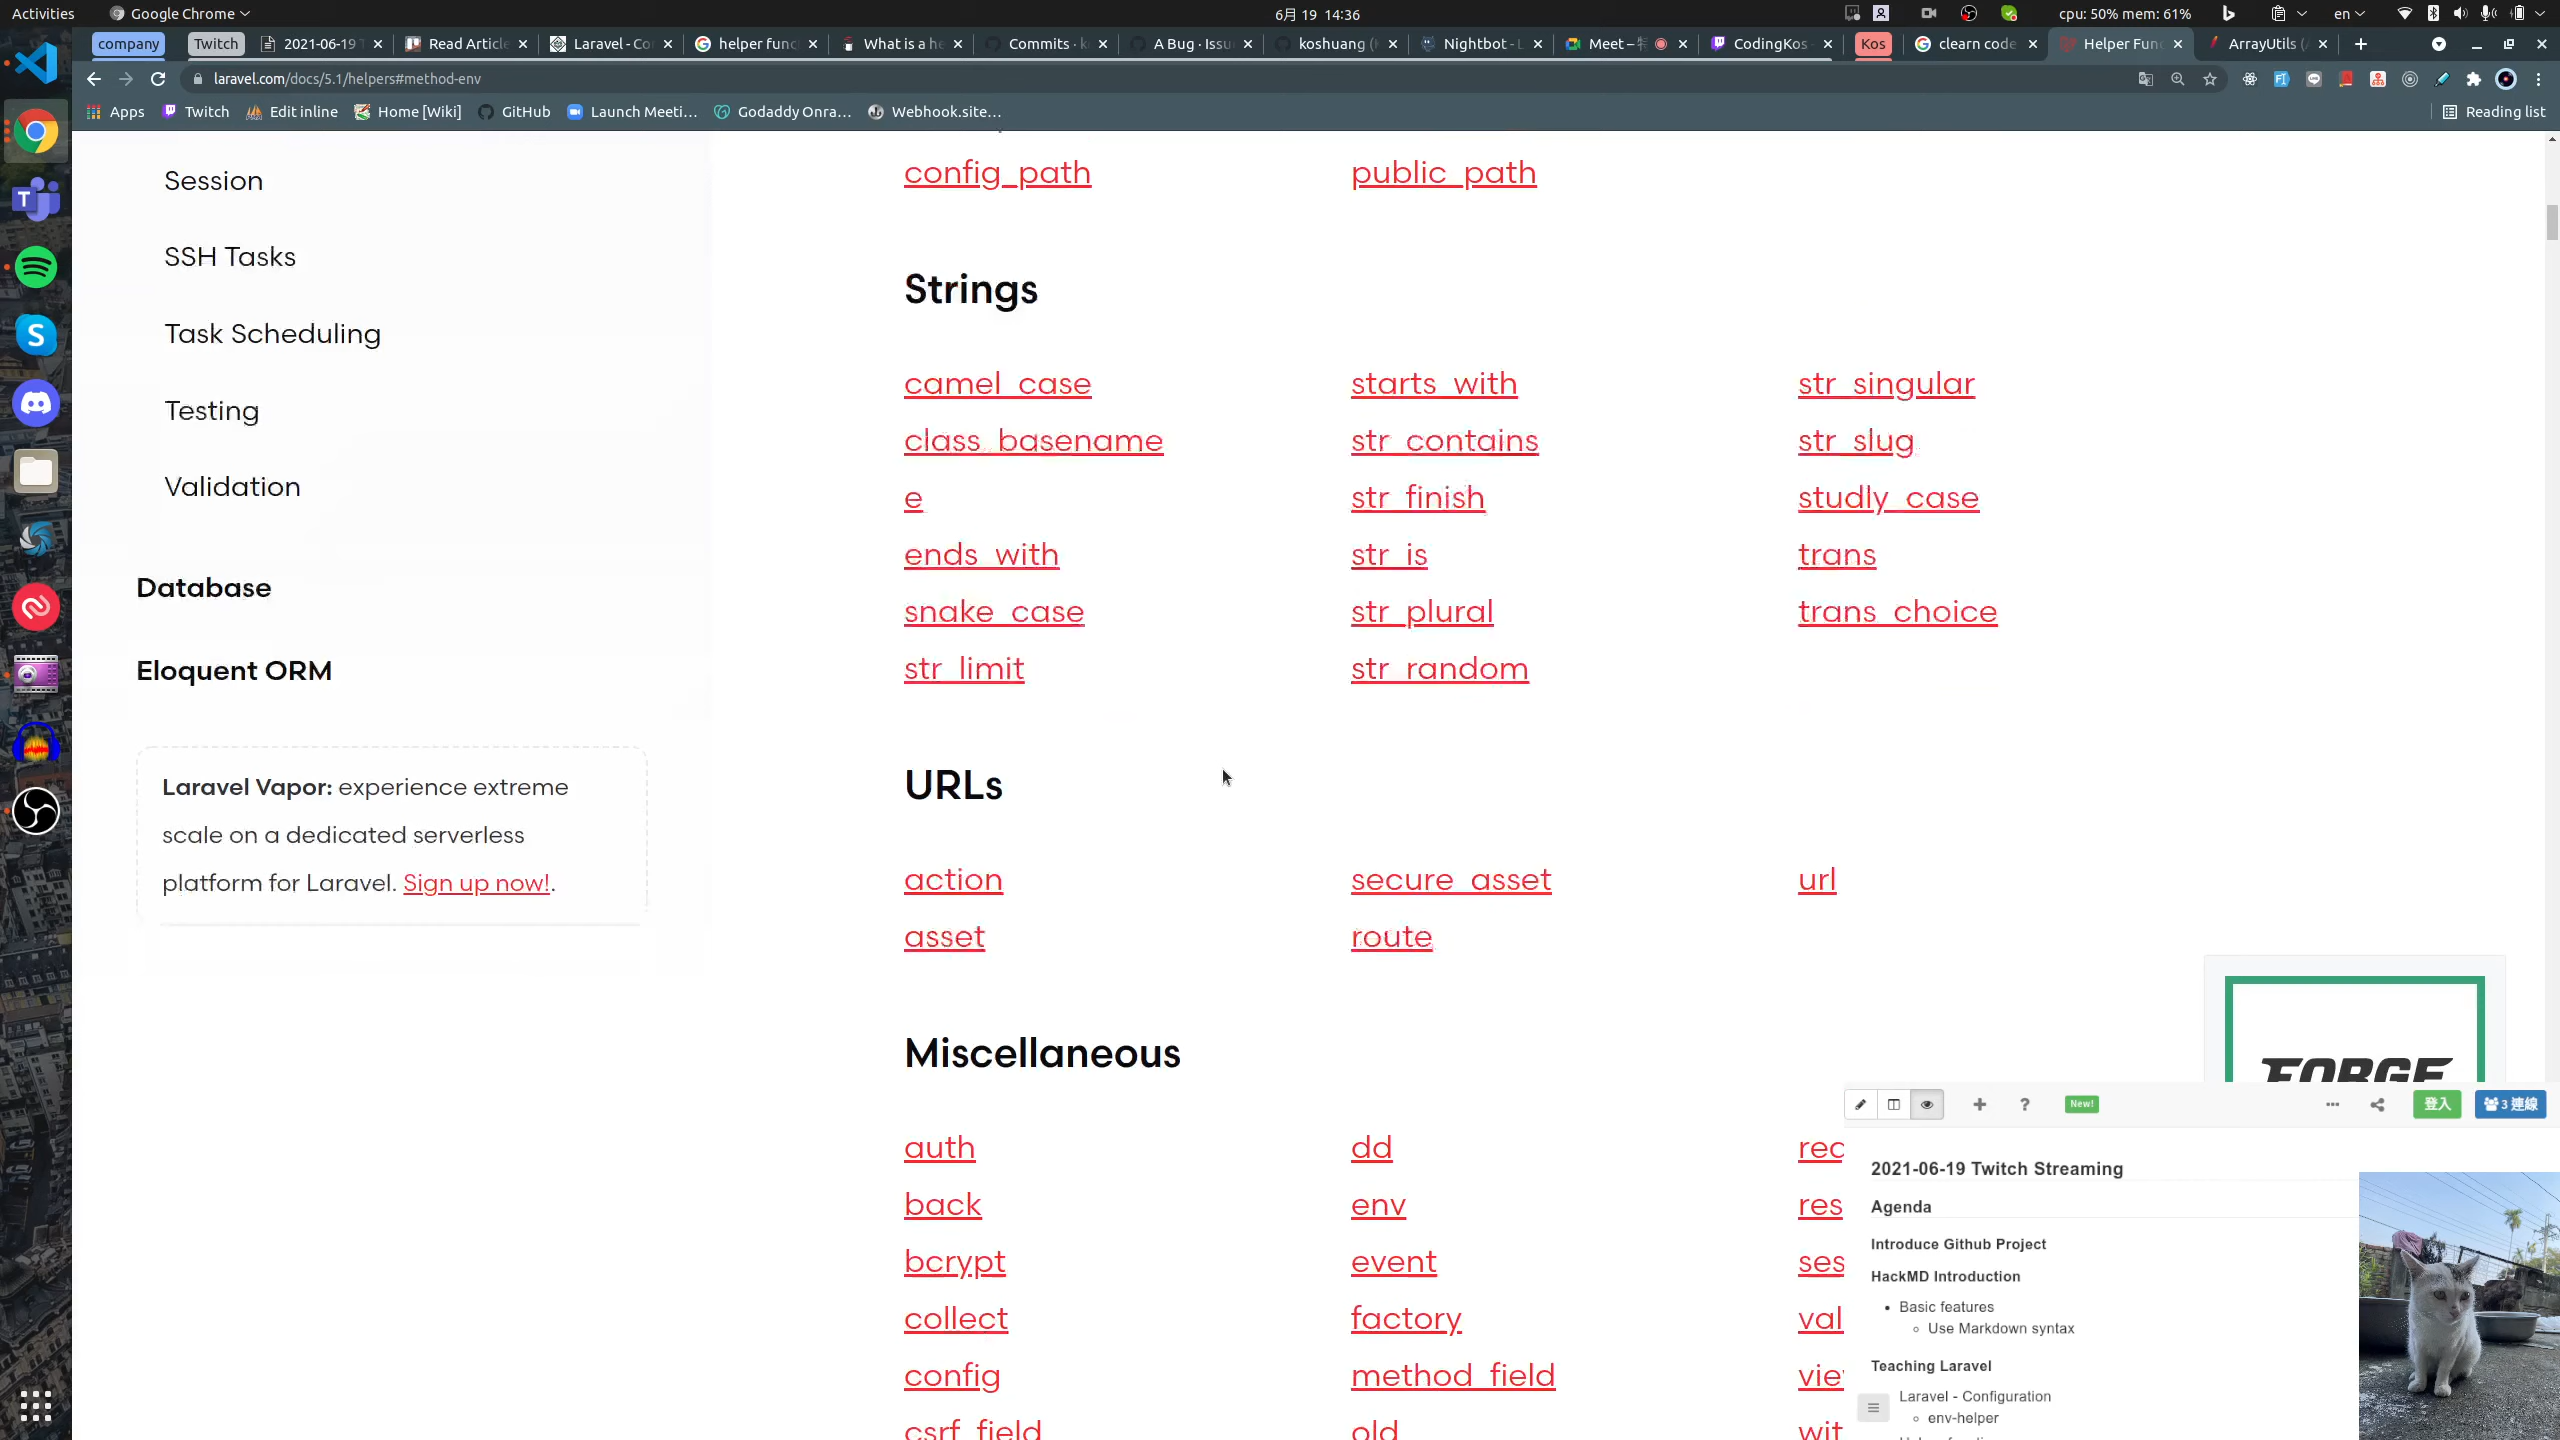 Activities Google Chrome 6月 19 14:36 cpu: 50% mem: 61% en
company Twitch 2021-06-19 T Read Article Laravel - Co helper func What is a he Commits · k A Bug · Issu koshuang ( Nightbot - L Meet – CodingKos Kos clearn code Helper Func ArrayUtils (
laravel.com/docs/5.1/helpers#method-env
Apps Twitch Edit inline Home [Wiki] GitHub Launch Meeti... Godaddy Onra... Webhook.site... Reading list
config_path public_path
Session
SSH Tasks
Strings
Task Scheduling
camel_case starts_with str_singular
Testing
class_basename str_contains str_slug
Validation
e str_finish studly_case
ends_with str_is trans
Database
snake_case str_plural trans_choice
Eloquent ORM
str_limit str_random
Laravel Vapor: experience extreme
scale on a dedicated serverless
platform for Laravel. Sign up now!.
URLs
action secure_asset url
asset route
Miscellaneous
FORGE
auth dd
back env res
bcrypt event ses
collect factory val
config method_field
csrf_field old
? New! 登入 3 連線
2021-06-19 Twitch Streaming
Agenda
Introduce Github Project
HackMD Introduction
Basic features
Use Markdown syntax
Teaching Laravel
Laravel - Configuration
env-helper